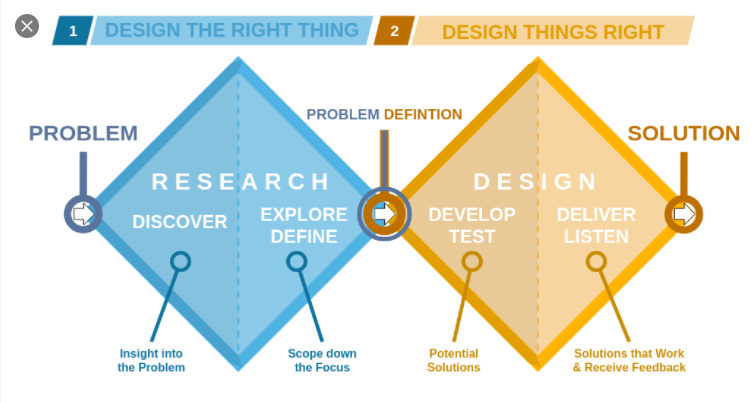 1 DESIGN THE RIGHT THING
2 DESIGN THINGS RIGHT
PROBLEM
PROBLEM DEFINTION
SOLUTION
RESEARCH
DESIGN
DISCOVER
EXPLORE
DEFINE
DEVELOP
TEST
DELIVER
LISTEN
Insight into
the Problem
Scope down
the Focus
Potential
Solutions
Solutions that Work
& Receive Feedback